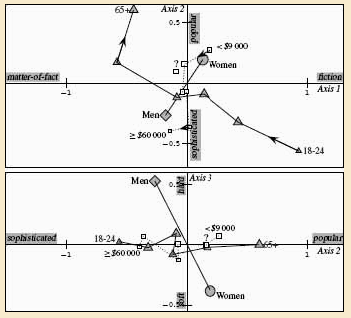 65+
Axis 2
0.5
popular
<$9 000
?
Women
matter-of-fact
fiction
-1
1
Axis 1
Men
≥ $60 000
sophisticated
-0.5
18-24
Men
Axis 3
0.5
hard
<$9 000
?
sophisticated
18-24
popular
65+
≥$60 000
-1
1
Axis 2
Women
-0.5
soft